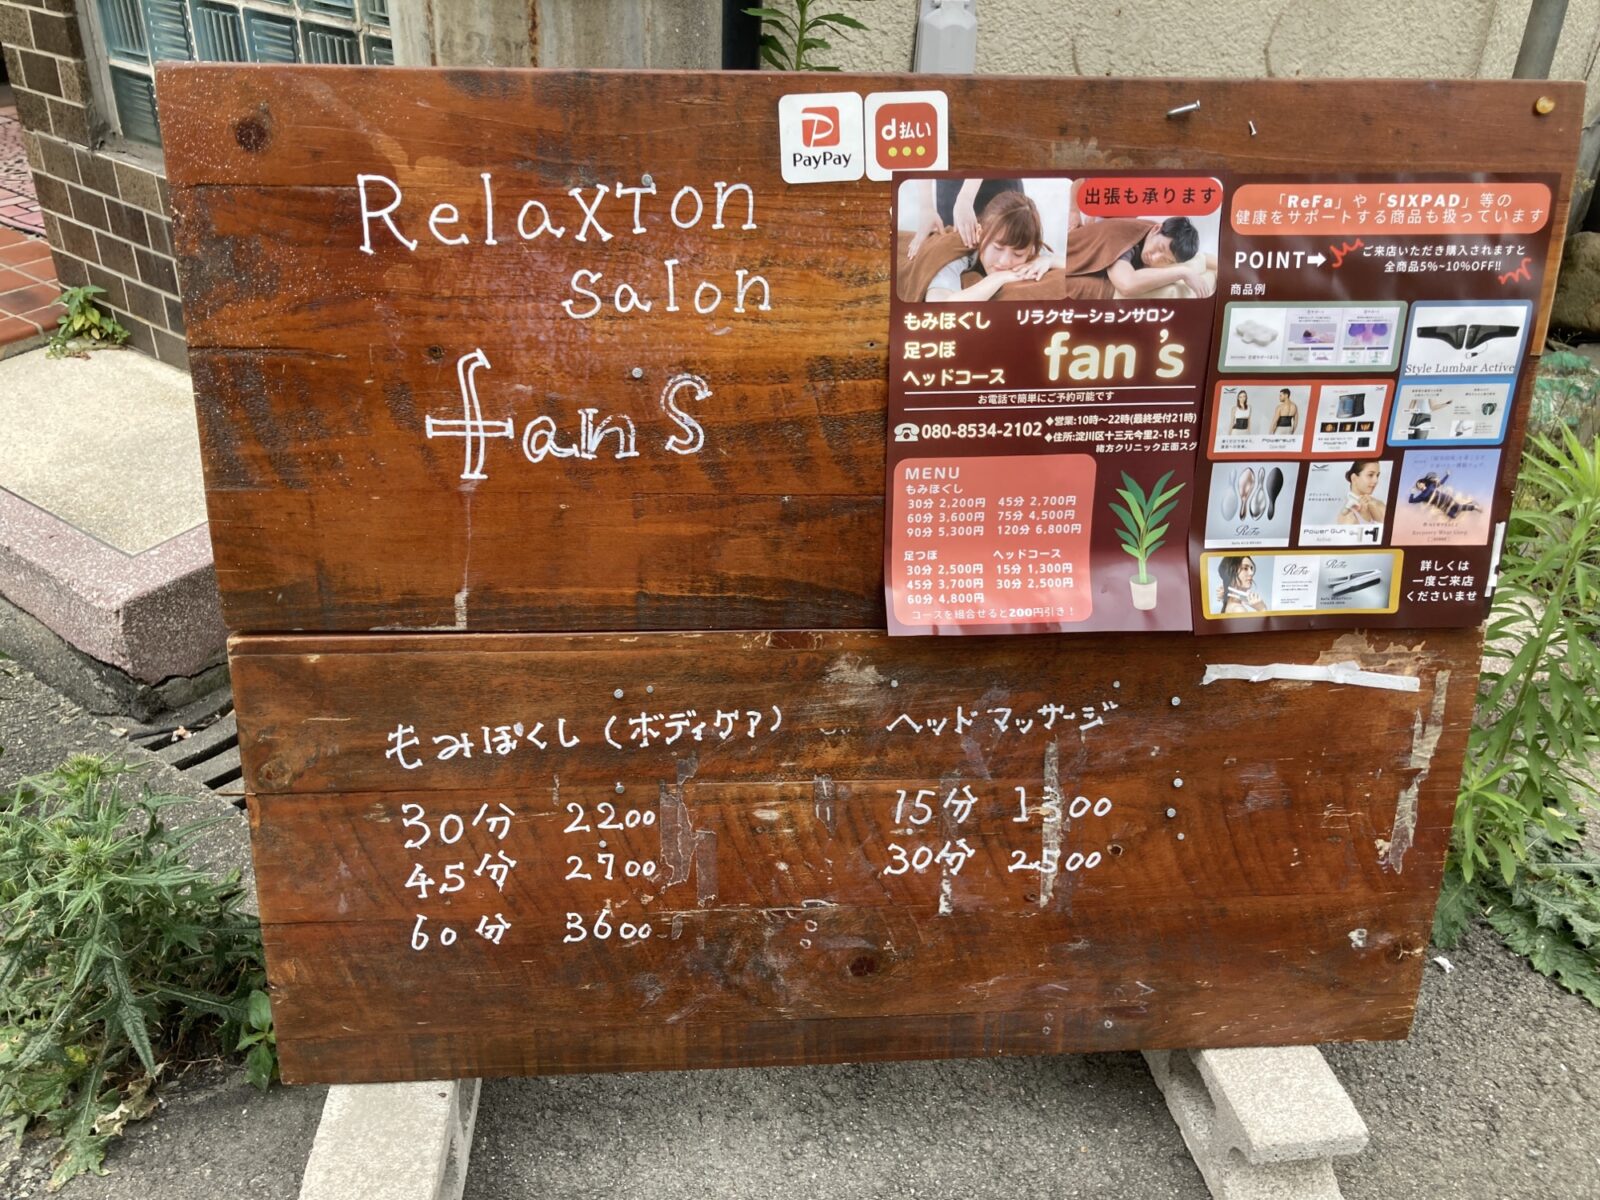 Relaxton
salon
fans
PayPay
d払い
出張も承ります
もみほぐし
足つぼ
ヘッドコース
リラクゼーションサロン
fan's
お電話で簡単にご予約可能です
☎080-8534-2102
◆営業:10時〜22時(最終受付21時)
◆住所:淀川区十三元今里2-18-15
緒方クリニック正面スグ
MENU
もみほぐし
30分 2,200円 45分 2,700円
60分 3,600円 75分 4,500円
90分 5,300円 120分 6,800円
足つぼ
30分 2,500円
45分 3,700円
60分 4,800円
ヘッドコース
15分 1,300円
30分 2,500円
コースを組合せると200円引き！
「ReFa」や「SIXPAD」等の
健康をサポートする商品も扱っています
POINT➡
ご来店いただき購入されますと
全商品5%~10%OFF!!
商品例
Style Lumbar Active
Powersuit
ReFa
Power Gun
Recovery Wear Sleep
ReFa
ReFa
詳しくは
一度ご来店
くださいませ
もみぽくし(ボディケア)
30分 2200
45分 2700
60分 3600
ヘッドマッサージ
15分 1300
30分 2500